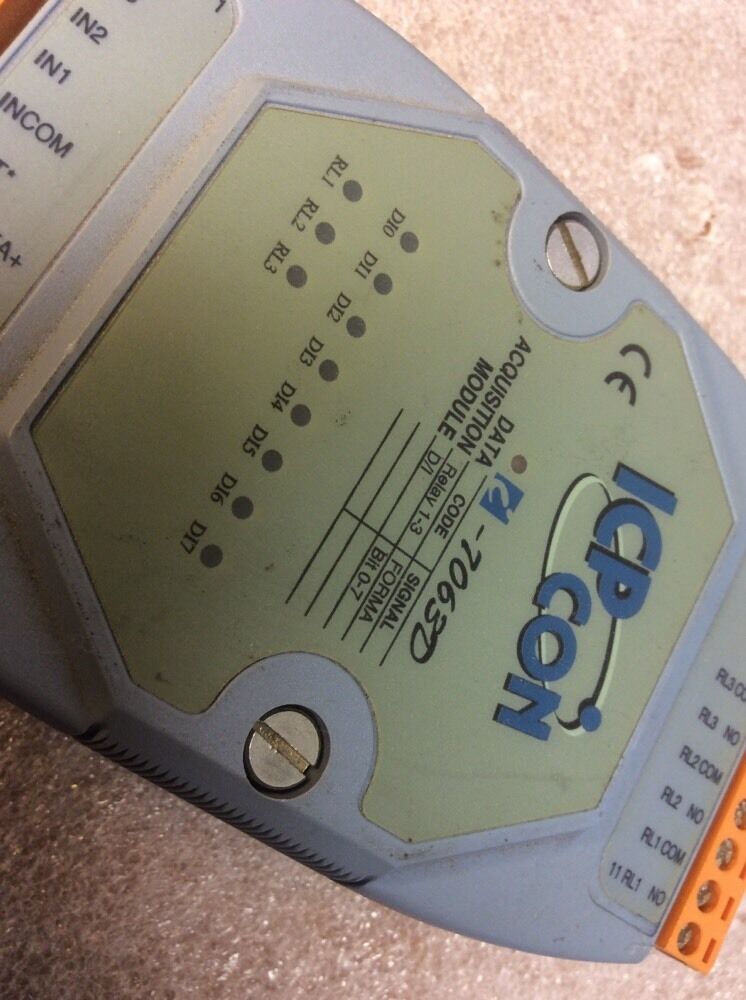 IN2
IN1
INCOM
A+
RL1
RL2
RL3
DI0
DI1
DI2
DI3
DI4
DI5
DI6
DI7
CE
ICP
CON
-7063D
DATA
ACQUISITION
MODULE
CODE
SIGNAL
FORMA
Relay 1-3
D/I
Bit 0-7
RL3 CO
RL3 NO
RL2 COM
RL2 NO
RL1 COM
11 RL1 NO